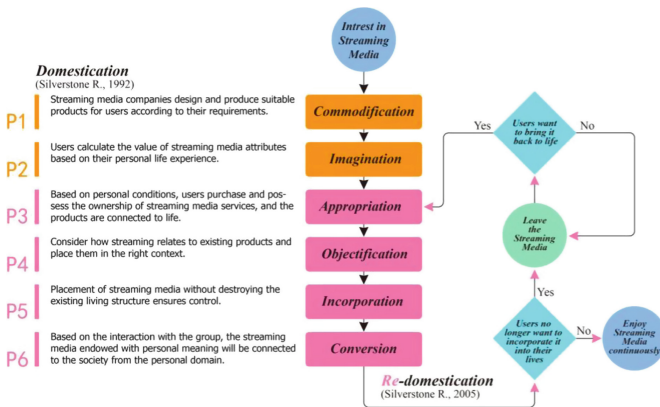 Intrest in
Streaming
Media
Domestication
(Silverstone R., 1992)
P1
Streaming media companies design and produce suitable
products for users according to their requirements.
Commodification
P2
Users calculate the value of streaming media attributes
based on their personal life experience.
Imagination
P3
Based on personal conditions, users purchase and pos-
sess the ownership of streaming media services, and the
products are connected to life.
Appropriation
P4
Consider how streaming relates to existing products and
place them in the right context.
Objectification
P5
Placement of streaming media without destroying the
existing living structure ensures control.
Incorporation
P6
Based on the interaction with the group, the streaming
media endowed with personal meaning will be connected
to the society from the personal domain.
Conversion
Re-domestication
(Silverstone R., 2005)
Yes
Users want
to bring it
back to life
No
Leave
the
Streaming
Media
Yes
Users no
longer want to
incorporate it
into their
lives
No
Enjoy
Streaming
Media
continuously